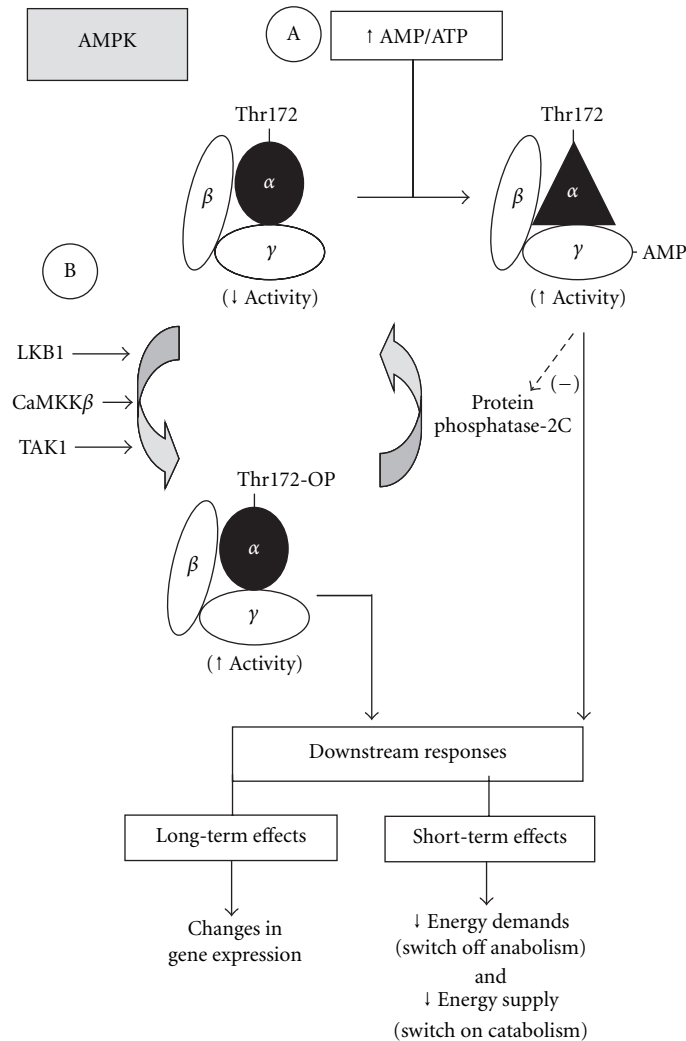 AMPK
A
↑ AMP/ATP
Thr172
β
α
γ
(↓ Activity)
Thr172
β
α
γ
AMP
(↑ Activity)
B
LKB1
CaMKKβ
TAK1
(−)
Protein
phosphatase-2C
Thr172-OP
β
α
γ
(↑ Activity)
Downstream responses
Long-term effects
Short-term effects
Changes in
gene expression
↓ Energy demands
(switch off anabolism)
and
↓ Energy supply
(switch on catabolism)